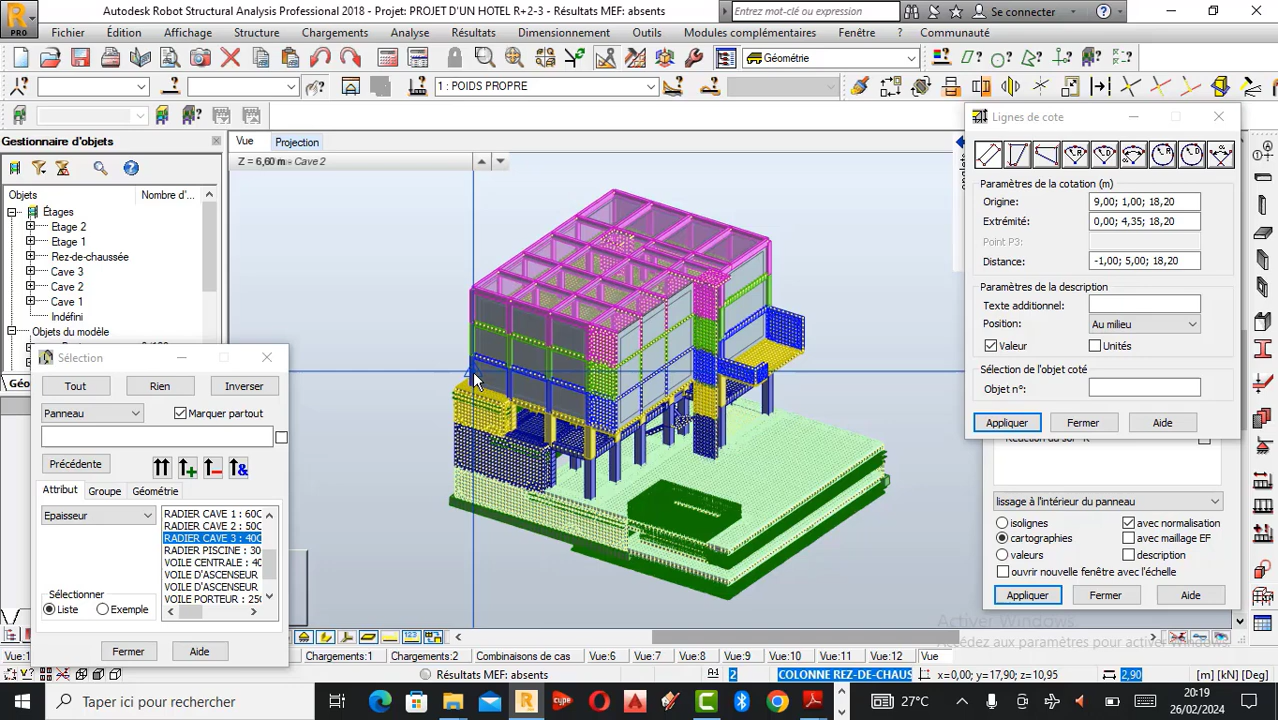 Autodesk Robot Structural Analysis Professional 2018 - Projet: PROJET D'UN HOTEL R+2-3 - Résultats MEF: absents
Entrez mot-clé ou expression
Se connecter
PRO
Fichier Edition Affichage Structure Chargements Analyse Résultats Dimensionnement Outils Modules complémentaires Fenêtre ? Communauté
Géométrie
1 : POIDS PROPRE
Gestionnaire d'objets
Vue Projection
Z = 6,60 m - Cave 2
Objets Nombre d'...
Étages
Etage 2
Etage 1
Rez-de-chaussée
Cave 3
Cave 2
Cave 1
Indéfini
Objets du modèle
Sélection
Tout Rien Inverser
Panneau Marquer partout
Précédente
Attribut Groupe Géométrie
Epaisseur
RADIER CAVE 1 : 60C
RADIER CAVE 2 : 50C
RADIER CAVE 3 : 40C
RADIER PISCINE : 30
VOILE CENTRALE : 4C
VOILE D'ASCENSEUR
VOILE D'ASCENSEUR
VOILE PORTEUR : 25C
Sélectionner
Liste Exemple
Fermer Aide
Lignes de cote
Paramètres de la cotation (m)
Origine: 9,00; 1,00; 18,20
Extrémité: 0,00; 4,35; 18,20
Point P3:
Distance: -1,00; 5,00; 18,20
Paramètres de la description
Texte additionnel:
Position: Au milieu
Valeur Unités
Sélection de l'objet coté
Objet n°:
Appliquer Fermer Aide
lissage à l'intérieur du panneau
isolignes avec normalisation
cartographies avec maillage EF
valeurs description
ouvrir nouvelle fenêtre avec l'échelle
Appliquer Fermer Aide
Activer Windows
Accédez aux paramètres pour activer Windows.
Vue:1 Chargements:1 Chargements:2 Combinaisons de cas Vue:6 Vue:7 Vue:8 Vue:9 Vue:10 Vue:11 Vue:12 Vue
Résultats MEF: absents 2 COLONNE REZ-DE-CHAUS x=0,00; y=17,90; z=10,95 2,90 [m] [kN] [Deg]
Taper ici pour rechercher
cype
27°C
20:19
26/02/2024